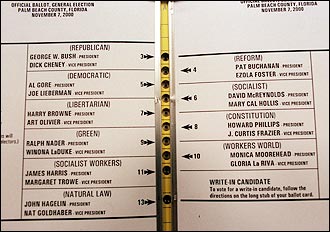 OFFICIAL BALLOT, GENERAL ELECTION
PALM BEACH COUNTY, FLORIDA
NOVEMBER 7, 2000
(REPUBLICAN)
GEORGE W. BUSH PRESIDENT
DICK CHENEY VICE PRESIDENT
3
(DEMOCRATIC)
AL GORE PRESIDENT
JOE LIEBERMAN VICE PRESIDENT
5
(LIBERTARIAN)
HARRY BROWNE PRESIDENT
ART OLIVIER VICE PRESIDENT
7
(GREEN)
RALPH NADER PRESIDENT
WINONA LaDUKE VICE PRESIDENT
9
(SOCIALIST WORKERS)
JAMES HARRIS PRESIDENT
MARGARET TROWE VICE PRESIDENT
11
(NATURAL LAW)
JOHN HAGELIN PRESIDENT
NAT GOLDHABER VICE PRESIDENT
13
OFFICIAL BALLOT, GENERAL ELECTION
PALM BEACH COUNTY, FLORIDA
NOVEMBER 7, 2000
(REFORM)
4
PAT BUCHANAN PRESIDENT
EZOLA FOSTER VICE PRESIDENT
(SOCIALIST)
6
DAVID McREYNOLDS PRESIDENT
MARY CAL HOLLIS VICE PRESIDENT
(CONSTITUTION)
8
HOWARD PHILLIPS PRESIDENT
J. CURTIS FRAZIER VICE PRESIDENT
(WORKERS WORLD)
10
MONICA MOOREHEAD PRESIDENT
GLORIA La RIVA VICE PRESIDENT
WRITE-IN CANDIDATE
To vote for a write-in candidate, follow the
directions on the long stub of your ballot card.